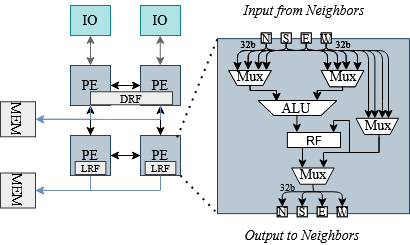 IO
IO
PE
PE
DRF
MEM
PE
PE
LRF
LRF
MEM
Input from Neighbors
N S E W
32b
32b
Mux
Mux
ALU
Mux
RF
Mux
32b
N S E W
Output to Neighbors